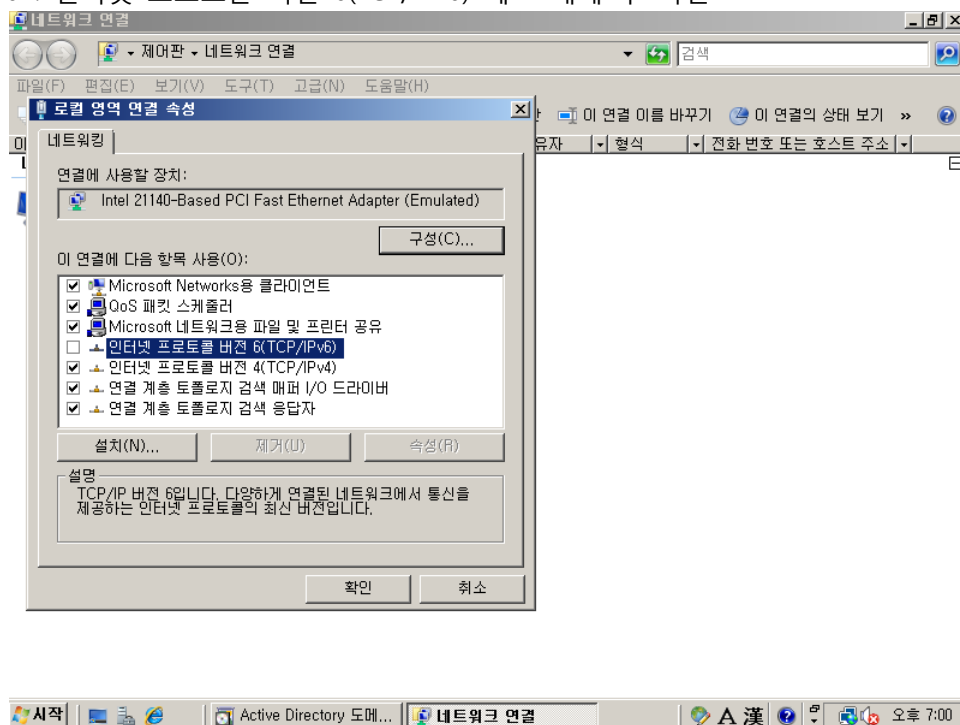 네트워크 연결
제어판 네트워크 연결
검색
파일(F) 편집(E) 보기(V) 도구(T) 고급(N) 도움말(H)
로컬 영역 연결 속성
이 연결 이름 바꾸기 이 연결의 상태 보기 »
네트워킹
형식 전화 번호 또는 호스트 주소
연결에 사용할 장치:
Intel 21140-Based PCI Fast Ethernet Adapter (Emulated)
구성(C)...
이 연결에 다음 항목 사용(O):
Microsoft Networks용 클라이언트
QoS 패킷 스케줄러
Microsoft 네트워크용 파일 및 프린터 공유
인터넷 프로토콜 버전 6(TCP/IPv6)
인터넷 프로토콜 버전 4(TCP/IPv4)
연결 계층 토폴로지 검색 매퍼 I/O 드라이버
연결 계층 토폴로지 검색 응답자
설치(N)... 제거(U) 속성(R)
설명
TCP/IP 버전 6입니다. 다양하게 연결된 네트워크에서 통신을
제공하는 인터넷 프로토콜의 최신 버전입니다.
확인 취소
시작 Active Directory 도메... 네트워크 연결 A 漢 오후 7:00